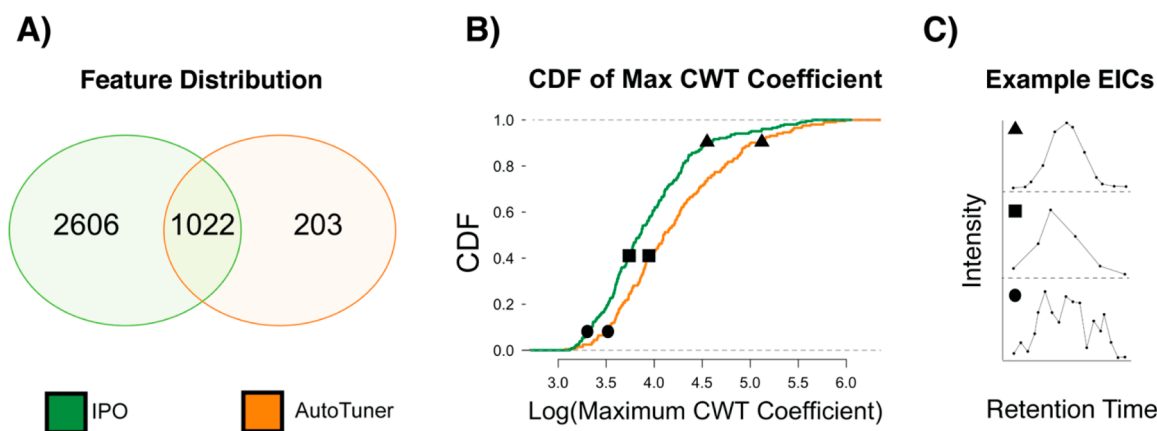 A)
Feature Distribution
2606 1022 203
IPO
AutoTuner
B)
CDF of Max CWT Coefficient
CDF
1.0
0.8
0.6
0.4
0.2
0.0
3.0 3.5 4.0 4.5 5.0 5.5 6.0
Log(Maximum CWT Coefficient)
C)
Example EICs
Intensity
Retention Time